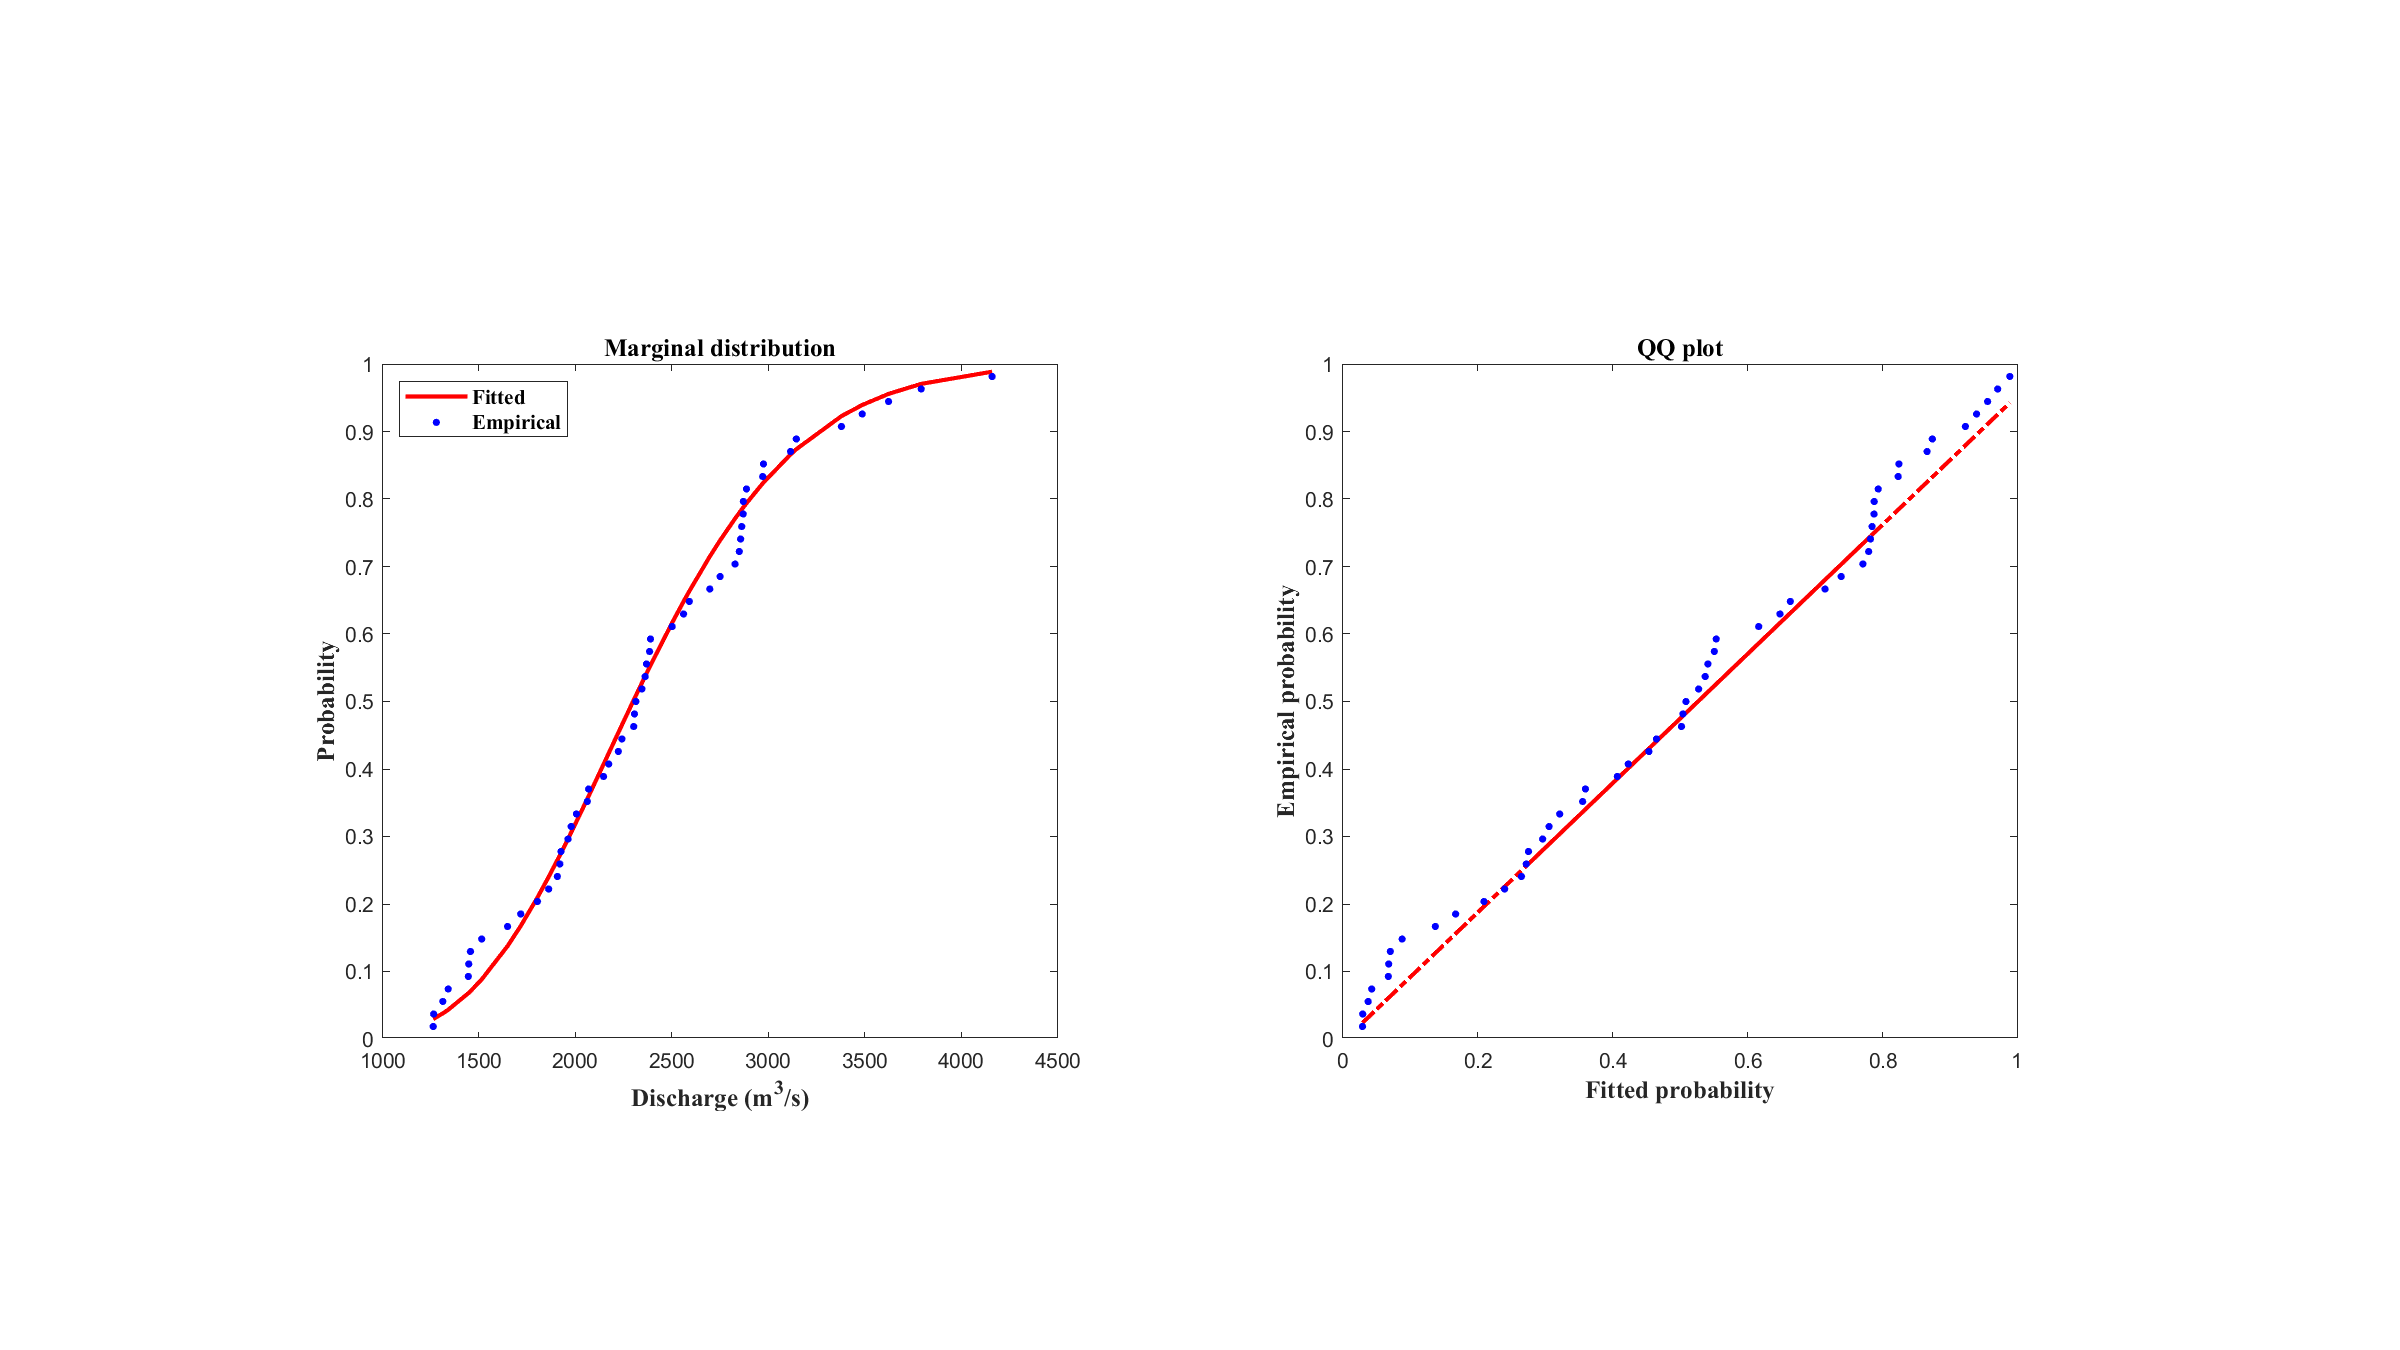 Marginal distribution
1
0.9
0.8
0.7
0.6
0.5
0.4
0.3
0.2
0.1
0
Probability
Fitted
Empirical
1000 1500 2000 2500 3000 3500 4000 4500
Discharge (m³/s)
QQ plot
1
0.9
0.8
0.7
0.6
0.5
0.4
0.3
0.2
0.1
0
Empirical probability
0 0.2 0.4 0.6 0.8 1
Fitted probability